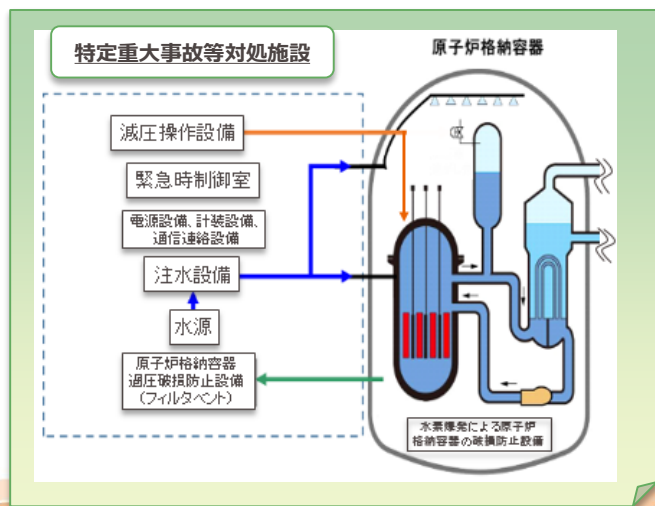 特定重大事故等対処施設
原子炉格納容器
減圧操作設備
緊急時制御室
電源設備、計装設備、
通信連絡設備
注水設備
水源
原子炉格納容器
過圧破損防止設備
(フィルタベント)
水素爆発による原子炉
格納容器の破損防止設備